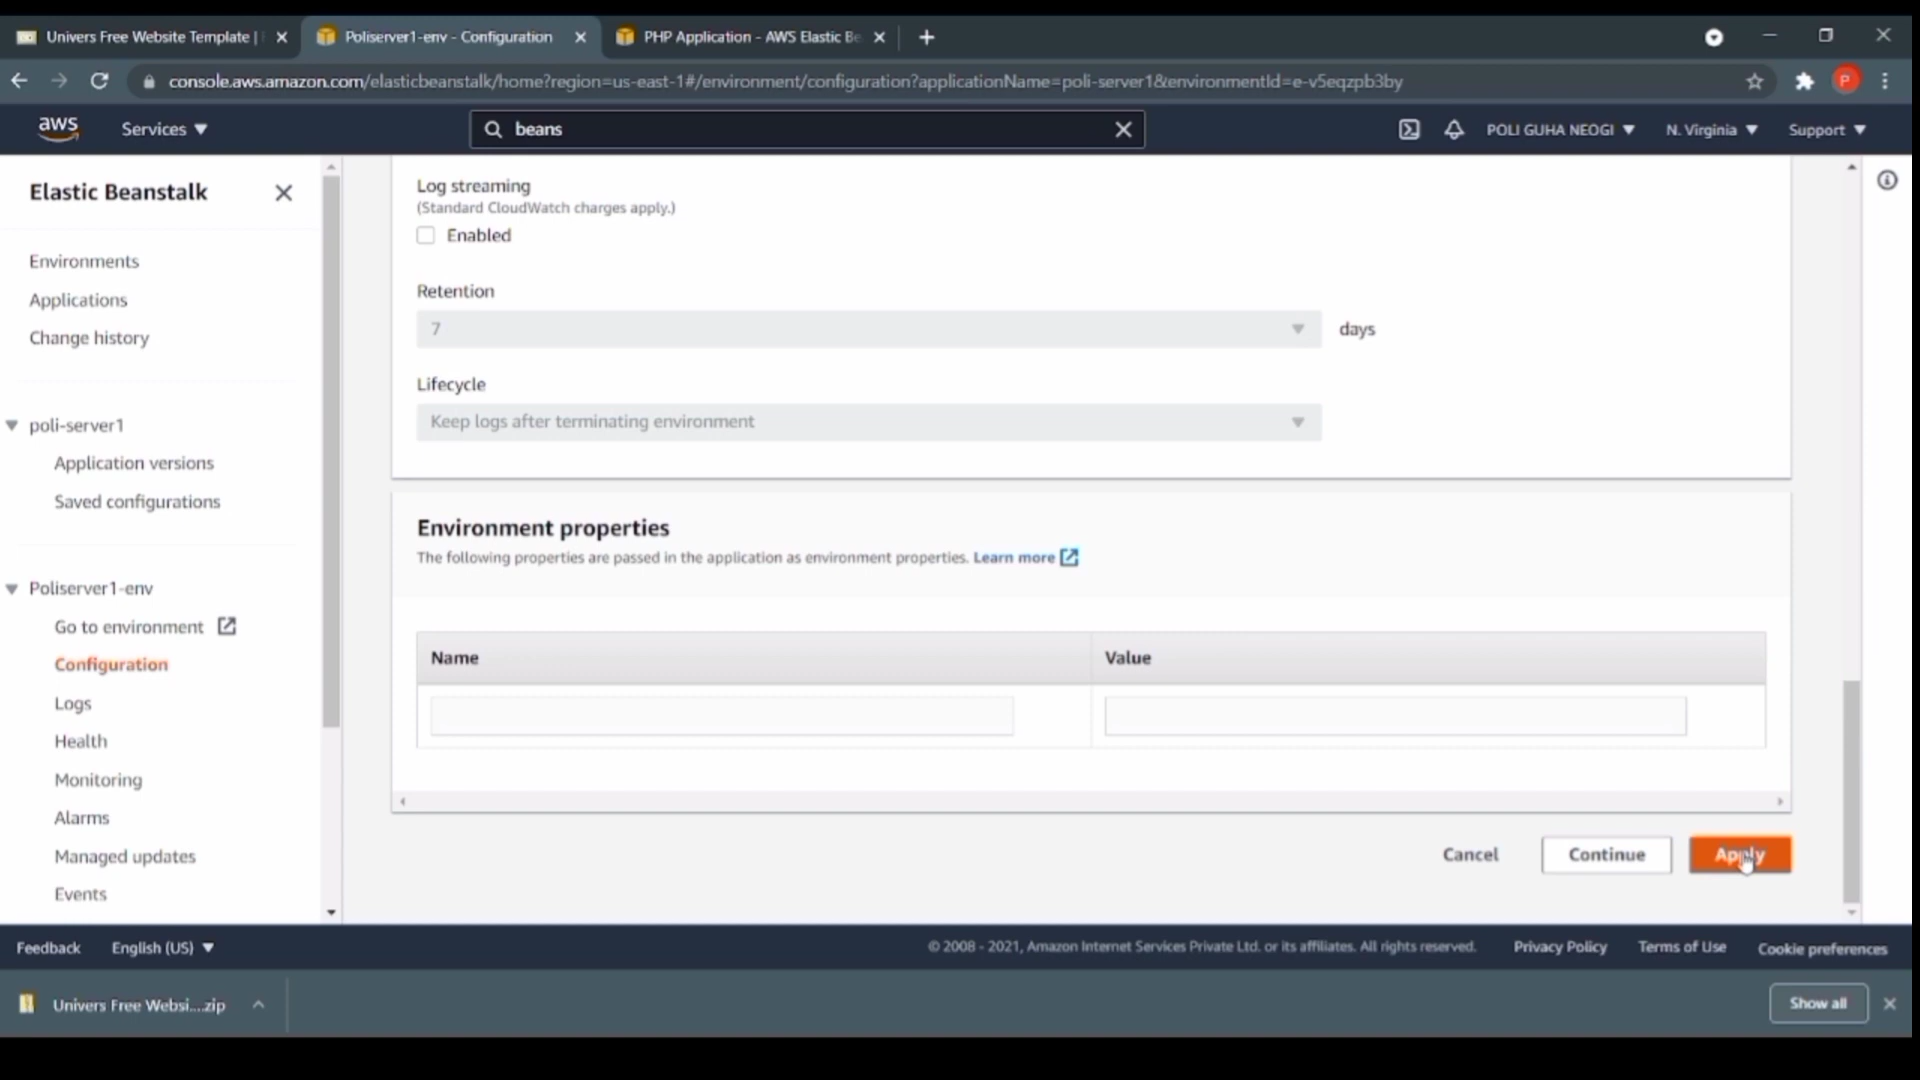 Univers Free Website Template |
Poliserver1-env - Configuration
PHP Application - AWS Elastic Be
console.aws.amazon.com/elasticbeanstalk/home?region=us-east-1#/environment/configuration?applicationName=poli-server1&environmentId=e-v5eqzpb3by
P
aws
Services ▼
beans
POLI GUHA NEOGI ▼
N. Virginia ▼
Support ▼
Elastic Beanstalk
Environments
Applications
Change history
poli-server1
Application versions
Saved configurations
Poliserver1-env
Go to environment
Configuration
Logs
Health
Monitoring
Alarms
Managed updates
Events
Log streaming
(Standard CloudWatch charges apply.)
Enabled
Retention
7
days
Lifecycle
Keep logs after terminating environment
Environment properties
The following properties are passed in the application as environment properties. Learn more
Name
Value
Cancel
Continue
Apply
Feedback
English (US) ▼
© 2008 - 2021, Amazon Internet Services Private Ltd. or its affiliates. All rights reserved.
Privacy Policy
Terms of Use
Cookie preferences
Univers Free Websi....zip
Show all